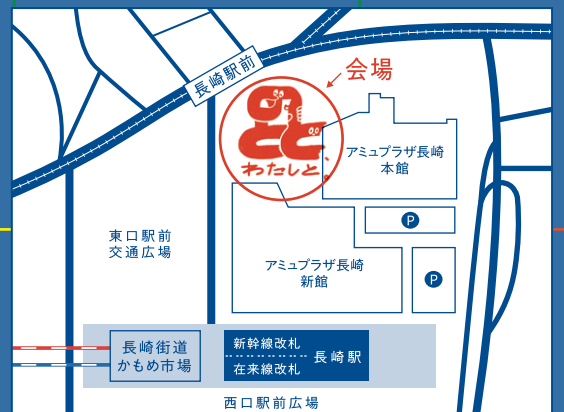 会場
長崎駅前
のと
わたしと、。
アミュプラザ長崎
本館
P
東口駅前
交通広場
アミュプラザ長崎
新館
P
長崎街道
かもめ市場
新幹線改札
長崎駅
在来線改札
西口駅前広場